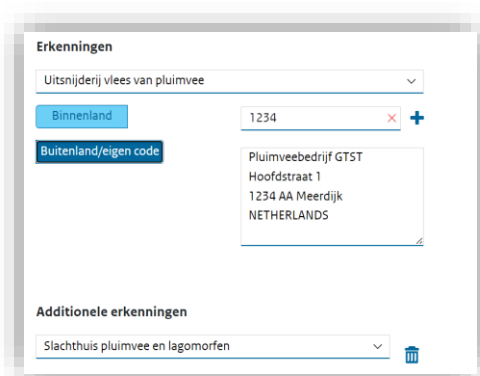 Erkenningen
Uitsnijderij vlees van pluimvee
Binnenland
1234
Buitenland/eigen code
Pluimveebedrijf GTST
Hoofdstraat 1
1234 AA Meerdijk
NETHERLANDS
Additionele erkenningen
Slachthuis pluimvee en lagomorfen